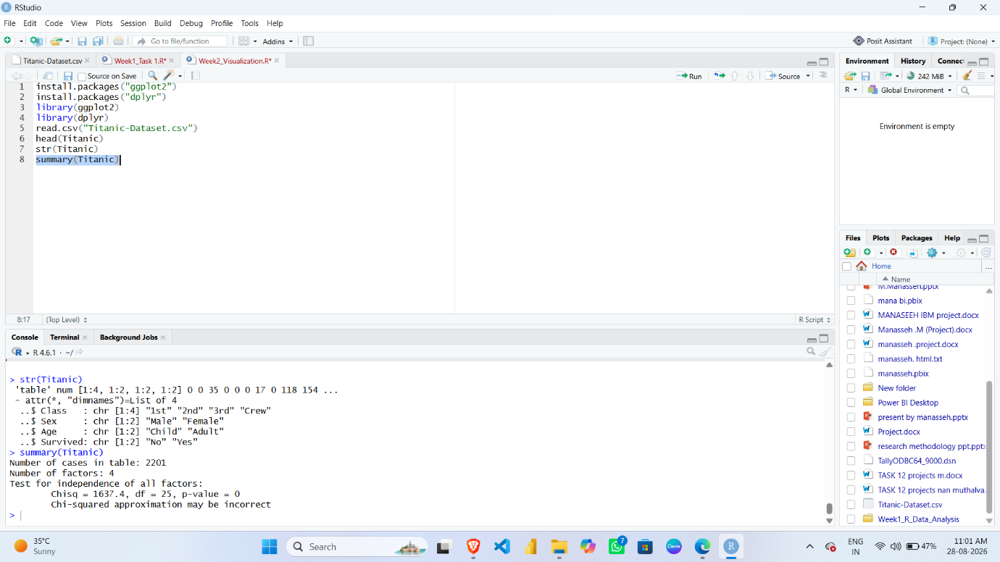 RStudio
File Edit Code View Plots Session Build Debug Profile Tools Help
Go to file/function Addins Posit Assistant Project: (None)
Titanic-Dataset.csv Week1_Task 1.R* Week2_Visualization.R*
Source on Save Run Source
1 install.packages("ggplot2")
2 install.packages("dplyr")
3 library(ggplot2)
4 library(dplyr)
5 read.csv("Titanic-Dataset.csv")
6 head(Titanic)
7 str(Titanic)
8 summary(Titanic)
8:17 (Top Level) R Script
Console Terminal Background Jobs
R 4.6.1 · ~/
> str(Titanic)
'table' num [1:4, 1:2, 1:2, 1:2] 0 0 35 0 0 0 17 0 118 154 ...
- attr(*, "dimnames")=List of 4
..$ Class : chr [1:4] "1st" "2nd" "3rd" "Crew"
..$ Sex : chr [1:2] "Male" "Female"
..$ Age : chr [1:2] "Child" "Adult"
..$ Survived: chr [1:2] "No" "Yes"
> summary(Titanic)
Number of cases in table: 2201
Number of factors: 4
Test for independence of all factors:
Chisq = 1637.4, df = 25, p-value = 0
Chi-squared approximation may be incorrect
>
Environment History Connect
242 MiB
R Global Environment
Environment is empty
Files Plots Packages Help
Home ...
Name
M.Manasseh.pptx
mana bi.pbix
MANASEEH IBM project.docx
Manasseh .M (Project).docx
manasseh .project.docx
manasseh. html.txt
manasseh.pbix
New folder
Power BI Desktop
present by manasseh.pptx
Project.docx
research methodology ppt.pptx
TallyODBC64_9000.dsn
TASK 12 projects m.docx
TASK 12 projects nan muthalva...
Titanic-Dataset.csv
Week1_R_Data_Analysis
35°C
Sunny
Search
7
Canva
ENG
IN
47%
11:01 AM
28-08-2026